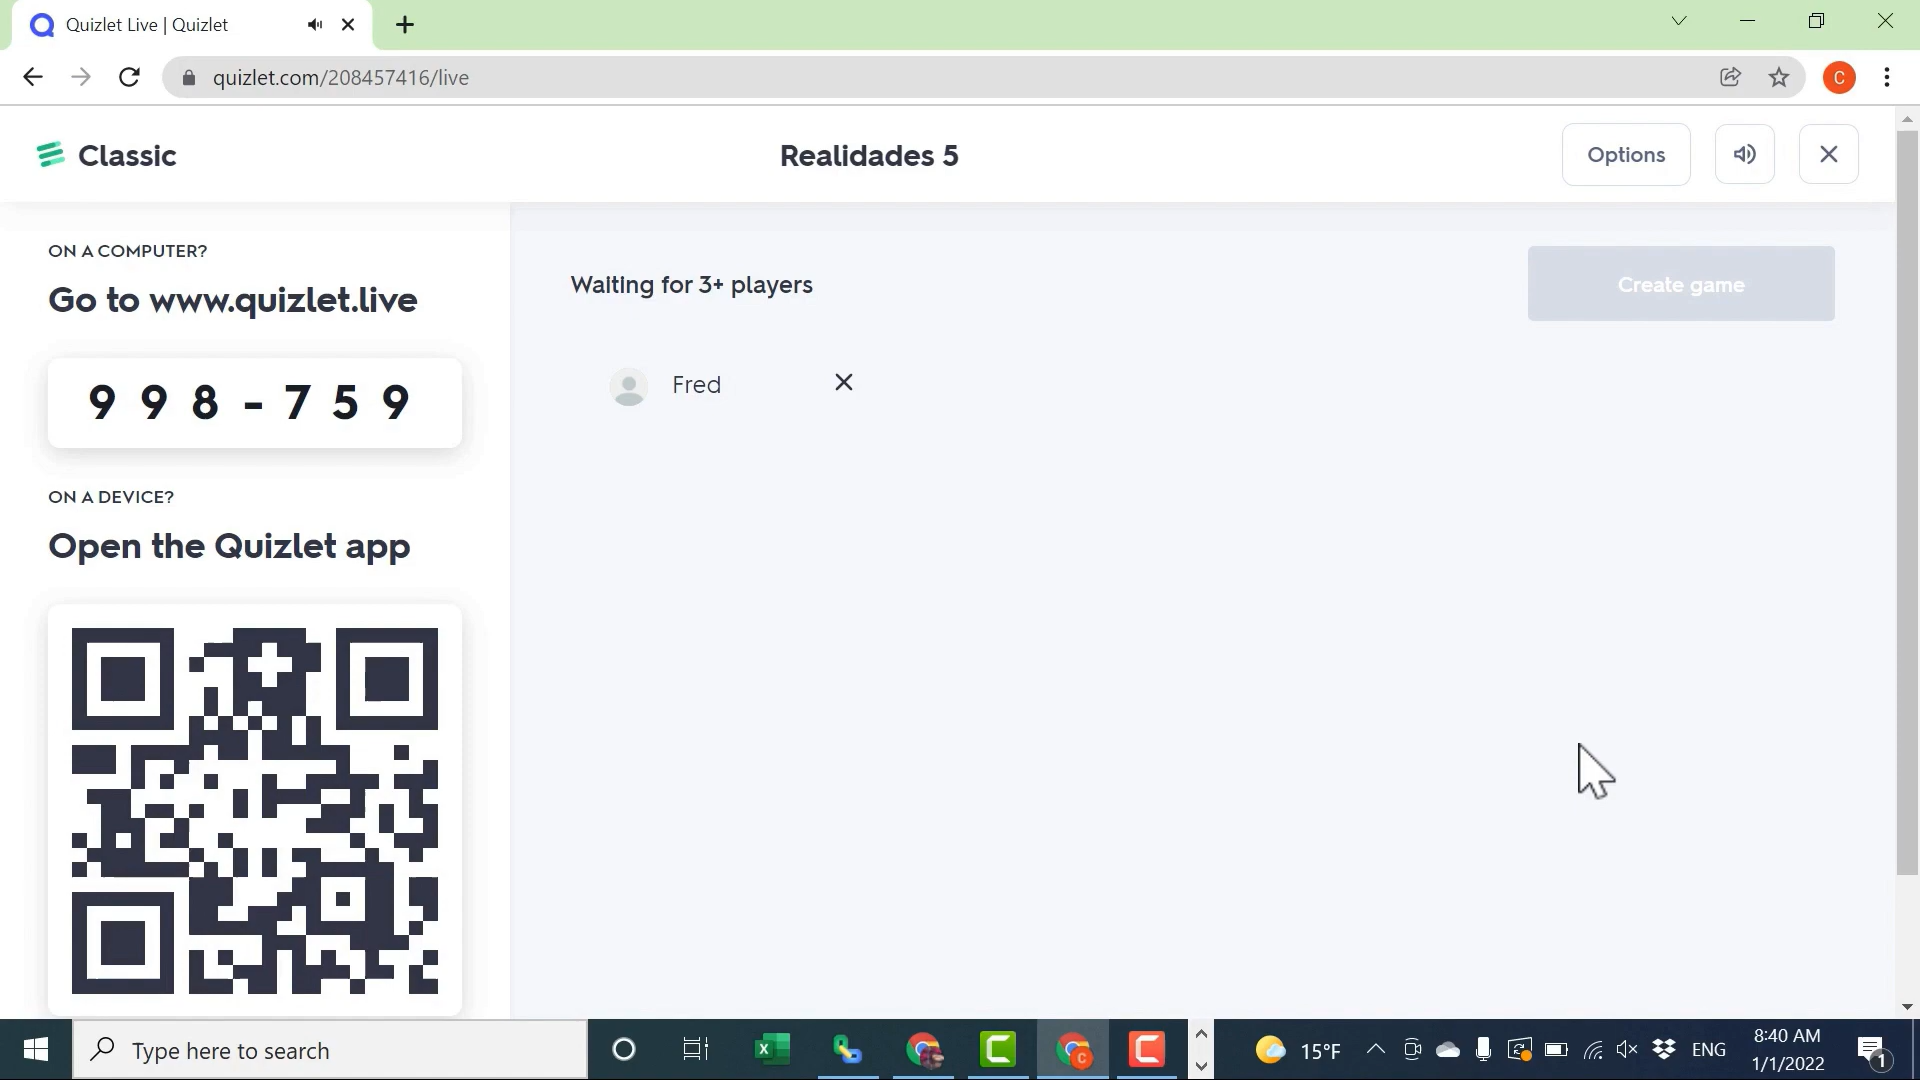 Quizlet Live | Quizlet
quizlet.com/208457416/live
C
Classic
Realidades 5
Options
ON A COMPUTER?
Go to www.quizlet.live
998-759
Waiting for 3+ players
Create game
Fred
ON A DEVICE?
Open the Quizlet app
Type here to search
15°F
ENG
8:40 AM
1/1/2022
1